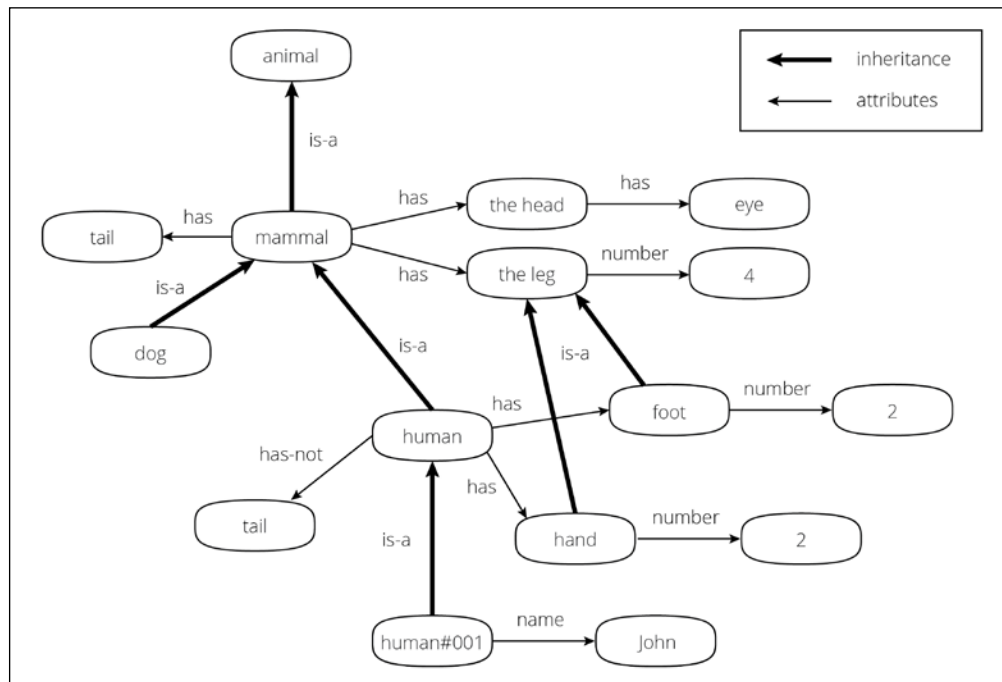 animal
inheritance
attributes
is-a
has
the head
has
eye
has
tail
mammal
has
the leg
number
4
is-a
dog
is-a
is-a
has
foot
number
2
human
has-not
has
number
tail
is-a
hand
2
name
human#001
John